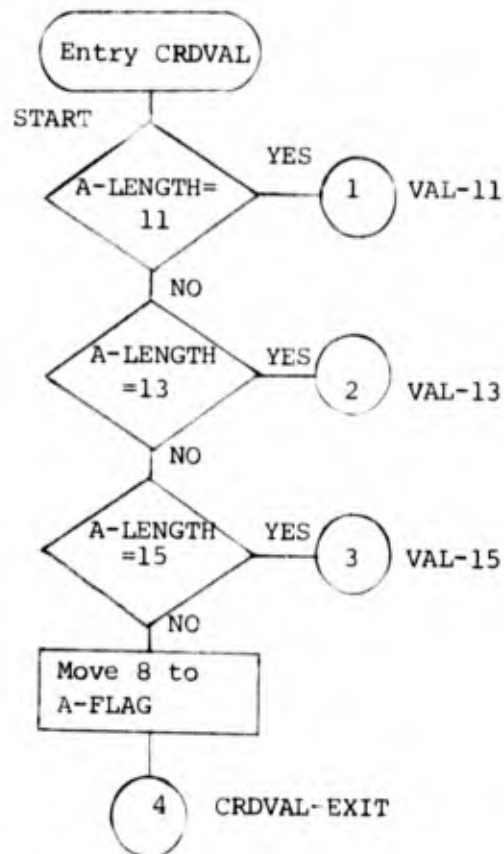 Entry CRDVAL
START
A-LENGTH=
11
YES
1
VAL-11
NO
A-LENGTH
=13
YES
2
VAL-13
NO
A-LENGTH
=15
YES
3
VAL-15
NO
Move 8 to
A-FLAG
4
CRDVAL-EXIT